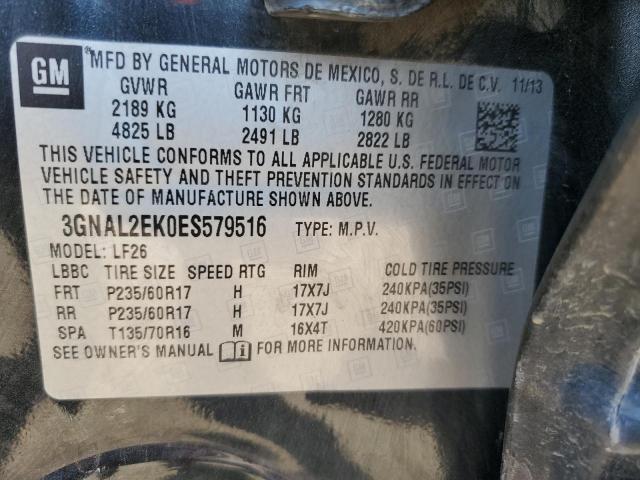 GM
MFD BY GENERAL MOTORS DE MEXICO, S. DE R.L. DE C.V. 11/13
GVWR GAWR FRT GAWR RR
2189 KG 1130 KG 1280 KG
4825 LB 2491 LB 2822 LB
THIS VEHICLE CONFORMS TO ALL APPLICABLE U.S. FEDERAL MOTOR
VEHICLE SAFETY AND THEFT PREVENTION STANDARDS IN EFFECT ON
THE DATE OF MANUFACTURE SHOWN ABOVE.
3GNAL2EK0ES579516 TYPE: M.P.V.
MODEL: LF26
LBBC TIRE SIZE SPEED RTG RIM COLD TIRE PRESSURE
FRT P235/60R17 H 17X7J 240KPA(35PSI)
RR P235/60R17 H 17X7J 240KPA(35PSI)
SPA T135/70R16 M 16X4T 420KPA(60PSI)
SEE OWNER'S MANUAL FOR MORE INFORMATION.